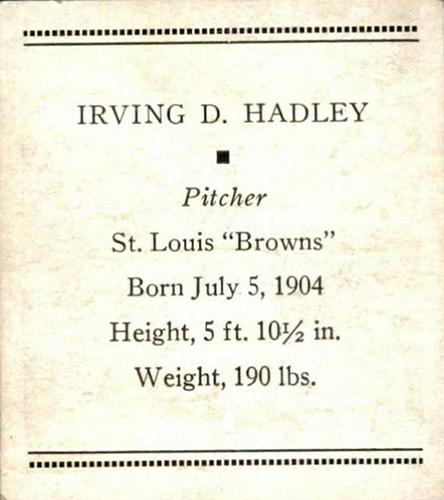 IRVING D. HADLEY
Pitcher
St. Louis “Browns”
Born July 5, 1904
Height, 5 ft. 10½ in.
Weight, 190 lbs.